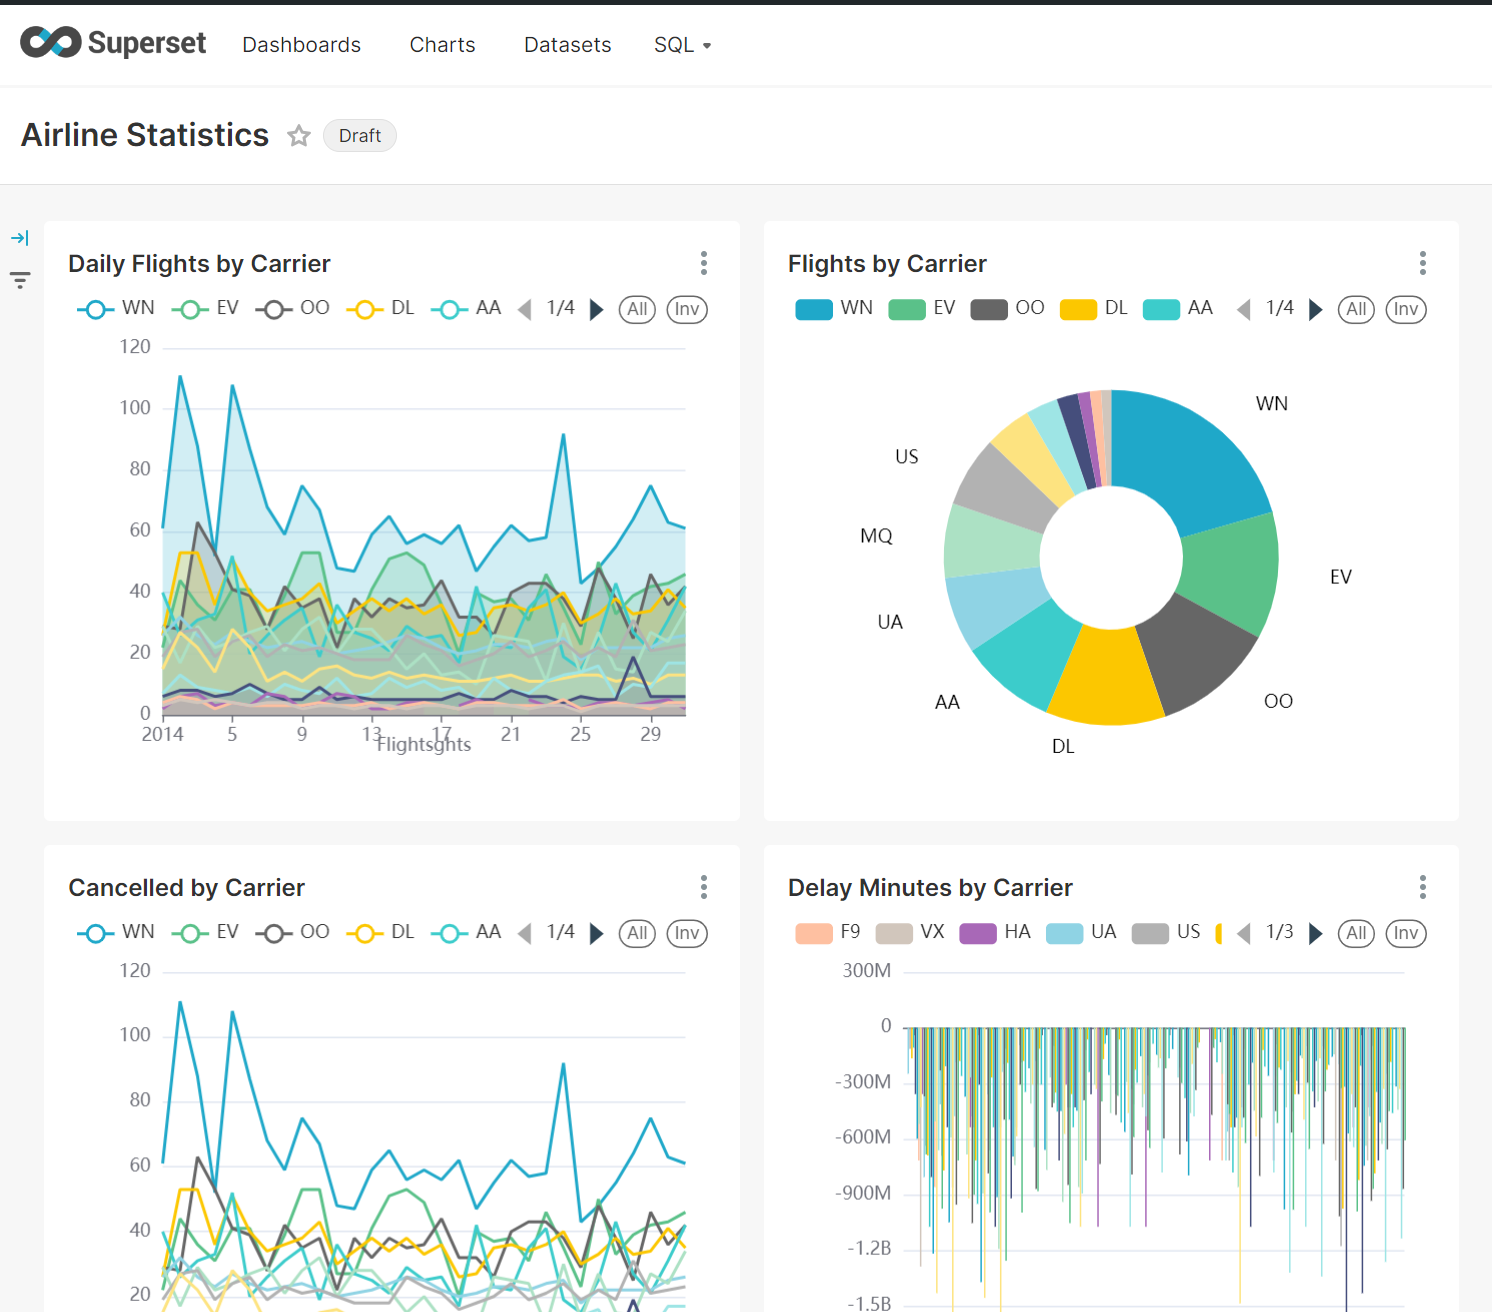 Superset Dashboards Charts Datasets SQL
Airline Statistics Draft
Daily Flights by Carrier
WN EV OO DL AA 1/4 All Inv
120
100
80
60
40
20
0
2014 5 9 13 17 21 25 29
Flights by Carrier
WN EV OO DL AA 1/4 All Inv
WN
US
MQ
EV
UA
AA
OO
DL
Cancelled by Carrier
WN EV OO DL AA 1/4 All Inv
120
100
80
60
40
20
Delay Minutes by Carrier
F9 VX HA UA US 1/3 All Inv
300M
0
-300M
-600M
-900M
-1.2B
-1.5B